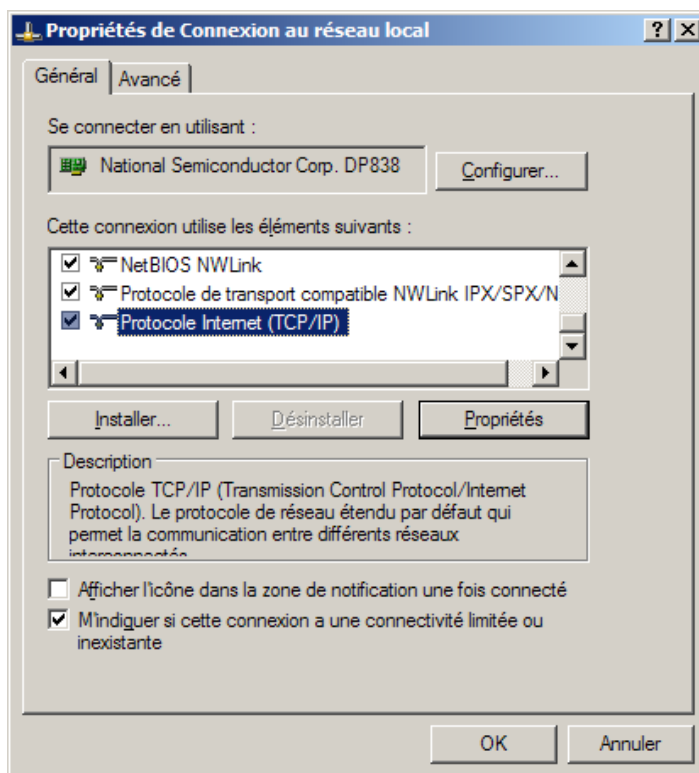 Propriétés de Connexion au réseau local
Général
Avancé
Se connecter en utilisant :
National Semiconductor Corp. DP838
Configurer...
Cette connexion utilise les éléments suivants :
NetBIOS NWLink
Protocole de transport compatible NWLink IPX/SPX/N
Protocole Internet (TCP/IP)
Installer...
Désinstaller
Propriétés
Description
Protocole TCP/IP (Transmission Control Protocol/Internet
Protocol). Le protocole de réseau étendu par défaut qui
permet la communication entre différents réseaux
interconnectés
Afficher l'icône dans la zone de notification une fois connecté
M'indiquer si cette connexion a une connectivité limitée ou
inexistante
OK
Annuler